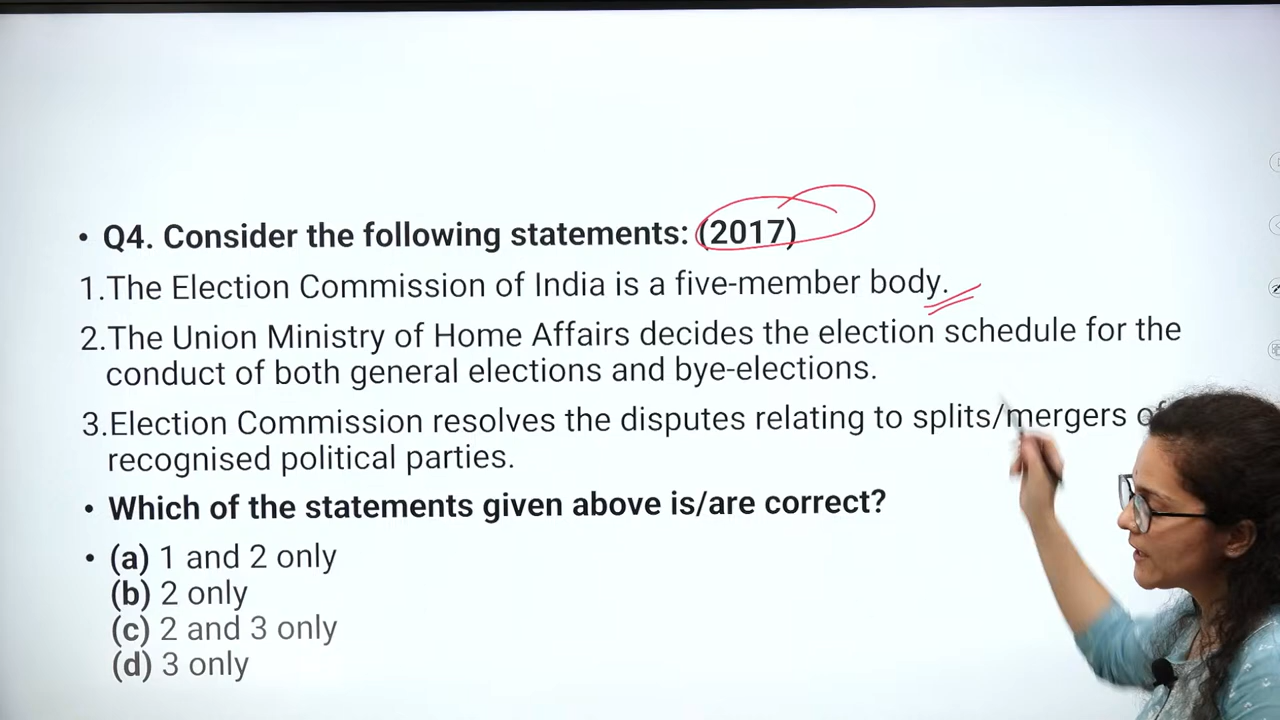 • Q4. Consider the following statements: (2017)
1.The Election Commission of India is a five-member body.
2.The Union Ministry of Home Affairs decides the election schedule for the
conduct of both general elections and bye-elections.
3.Election Commission resolves the disputes relating to splits/mergers of
recognised political parties.
• Which of the statements given above is/are correct?
• (a) 1 and 2 only
(b) 2 only
(c) 2 and 3 only
(d) 3 only